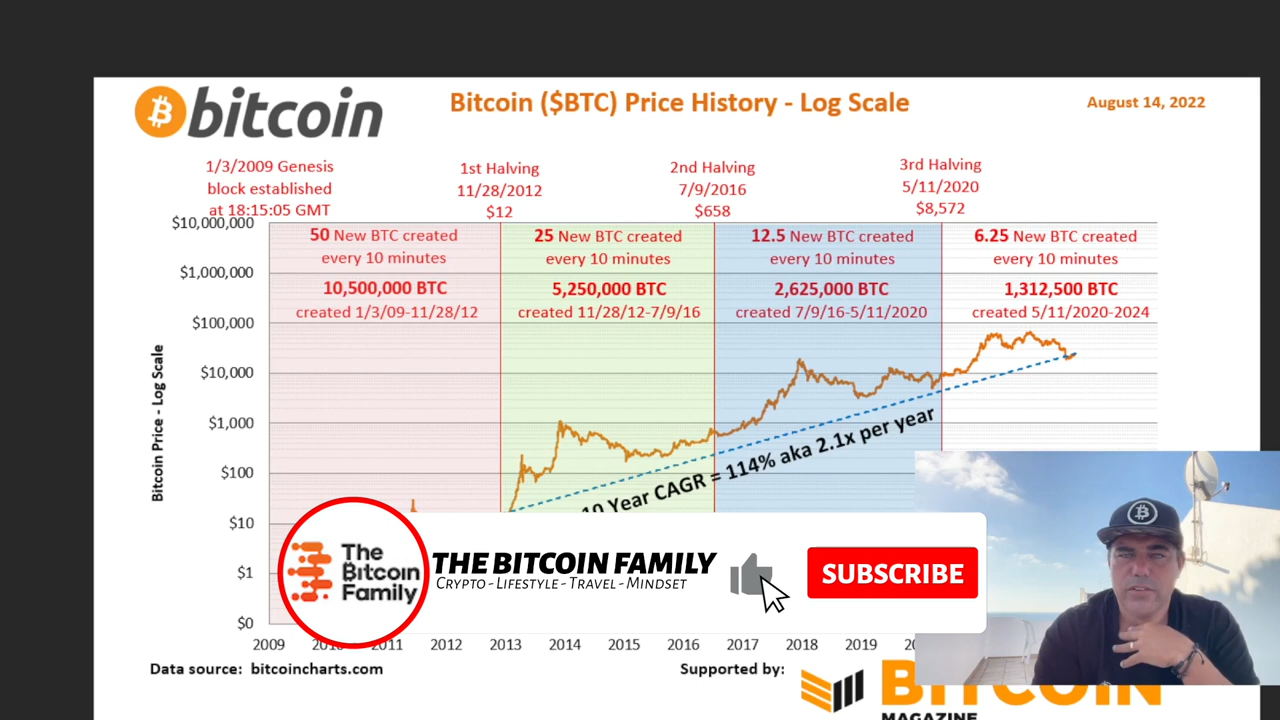 bitcoin
Bitcoin ($BTC) Price History - Log Scale
August 14, 2022
1/3/2009 Genesis
block established
at 18:15:05 GMT
1st Halving
11/28/2012
$12
2nd Halving
7/9/2016
$658
3rd Halving
5/11/2020
$8,572
$10,000,000
$1,000,000
$100,000
$10,000
$1,000
$100
$10
$1
$0
Bitcoin Price - Log Scale
50 New BTC created
every 10 minutes
10,500,000 BTC
created 1/3/09-11/28/12
25 New BTC created
every 10 minutes
5,250,000 BTC
created 11/28/12-7/9/16
12.5 New BTC created
every 10 minutes
2,625,000 BTC
created 7/9/16-5/11/2020
6.25 New BTC created
every 10 minutes
1,312,500 BTC
created 5/11/2020-2024
10 Year CAGR = 114% aka 2.1x per year
The
Bitcoin
Family
THE BITCOIN FAMILY
CRYPTO - LIFESTYLE - TRAVEL - MINDSET
SUBSCRIBE
2009 2011 2012 2013 2014 2015 2016 2017 2018 2019
Data source: bitcoincharts.com
Supported by:
BITCOIN
MAGAZINE